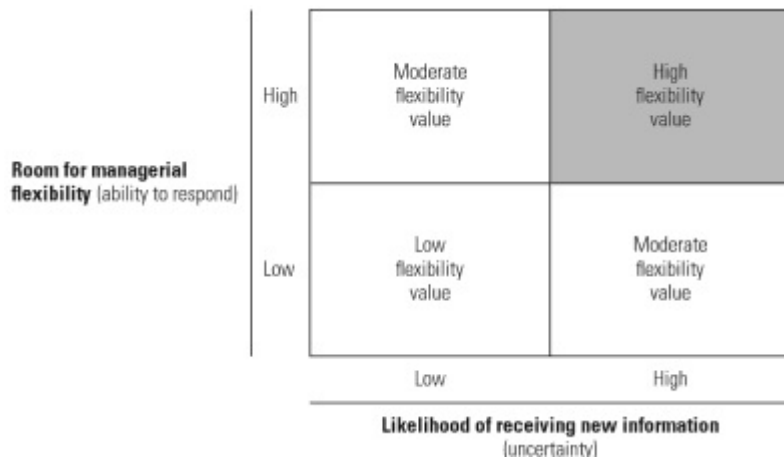 Moderate
flexibility
value
High
flexibility
value
High
Room for managerial
flexibility (ability to respond)
Low
flexibility
value
Moderate
flexibility
value
Low
Low
High
Likelihood of receiving new information
(uncertainty)